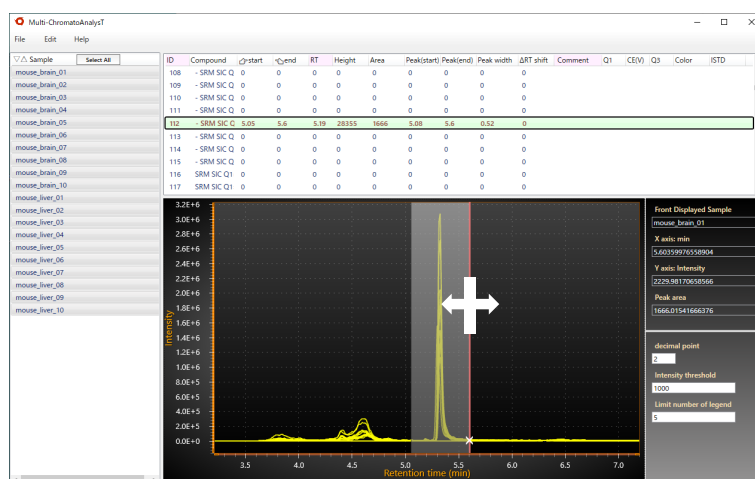 Multi-ChromatoAnalysT
File Edit Help
▽△ Sample Select All
mouse_brain_01
mouse_brain_02
mouse_brain_03
mouse_brain_04
mouse_brain_05
mouse_brain_06
mouse_brain_07
mouse_brain_08
mouse_brain_09
mouse_brain_10
mouse_liver_01
mouse_liver_02
mouse_liver_03
mouse_liver_04
mouse_liver_05
mouse_liver_06
mouse_liver_07
mouse_liver_08
mouse_liver_09
mouse_liver_10
ID Compound start end RT Height Area Peak(start) Peak(end) Peak width ΔRT shift Comment Q1 CE(V) Q3 Color ISTD
108 - SRM SIC Q 0 0 0 0 0 0 0 0 0
109 - SRM SIC Q 0 0 0 0 0 0 0 0 0
110 - SRM SIC Q 0 0 0 0 0 0 0 0 0
111 - SRM SIC Q 0 0 0 0 0 0 0 0 0
112 - SRM SIC Q 5.05 5.6 5.19 28355 1666 5.08 5.6 0.52 0
113 - SRM SIC Q 0 0 0 0 0 0 0 0 0
114 - SRM SIC Q 0 0 0 0 0 0 0 0 0
115 - SRM SIC Q 0 0 0 0 0 0 0 0 0
116 SRM SIC Q1 0 0 0 0 0 0 0 0 0
117 SRM SIC Q1 0 0 0 0 0 0 0 0 0
3.2E+6
3.0E+6
2.8E+6
2.6E+6
2.4E+6
2.2E+6
2.0E+6
1.8E+6
1.6E+6
1.4E+6
1.2E+6
1.0E+6
8.0E+5
6.0E+5
4.0E+5
2.0E+5
0.0E+0
Intensity
3.5 4.0 4.5 5.0 5.5 6.0 6.5 7.0
Retention time (min)
Front Displayed Sample
mouse_brain_01
X axis: min
5.60359976558904
Y axis: Intensity
2229.98170658566
Peak area
1666.01541666376
decimal point
2
Intensity threshold
1000
Limit number of legend
5